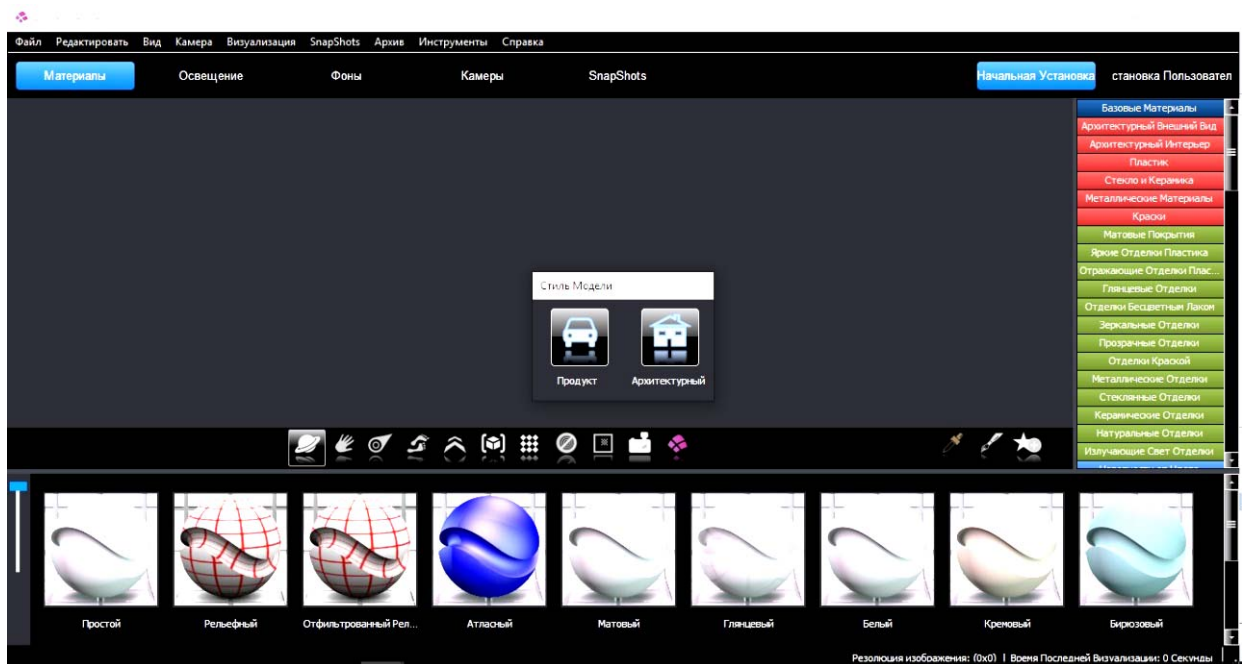 Файл Редактировать Вид Камера Визуализация SnapShots Архив Инструменты Справка
Материалы Освещение Фоны Камеры SnapShots Начальная Установка становка Пользовател
Базовые Материалы
Архитектурный Внешний Вид
Архитектурный Интерьер
Пластик
Стекло и Керамика
Металлические Материалы
Краски
Матовые Покрытия
Яркие Отделки Пластика
Отражающие Отделки Плас...
Глянцевые Отделки
Отделки Бесцветным Лаком
Зеркальные Отделки
Прозрачные Отделки
Отделки Краской
Металлические Отделки
Стеклянные Отделки
Керамические Отделки
Натуральные Отделки
Излучающие Свет Отделки
Стиль Модели
Продукт Архитектурный
Простой Рельефный Отфильтрованный Рел... Атласный Матовый Глянцевый Белый Кремовый Бирюзовый
Резолюция изображения: (0x0) | Время Последней Визуализации: 0 Секунды